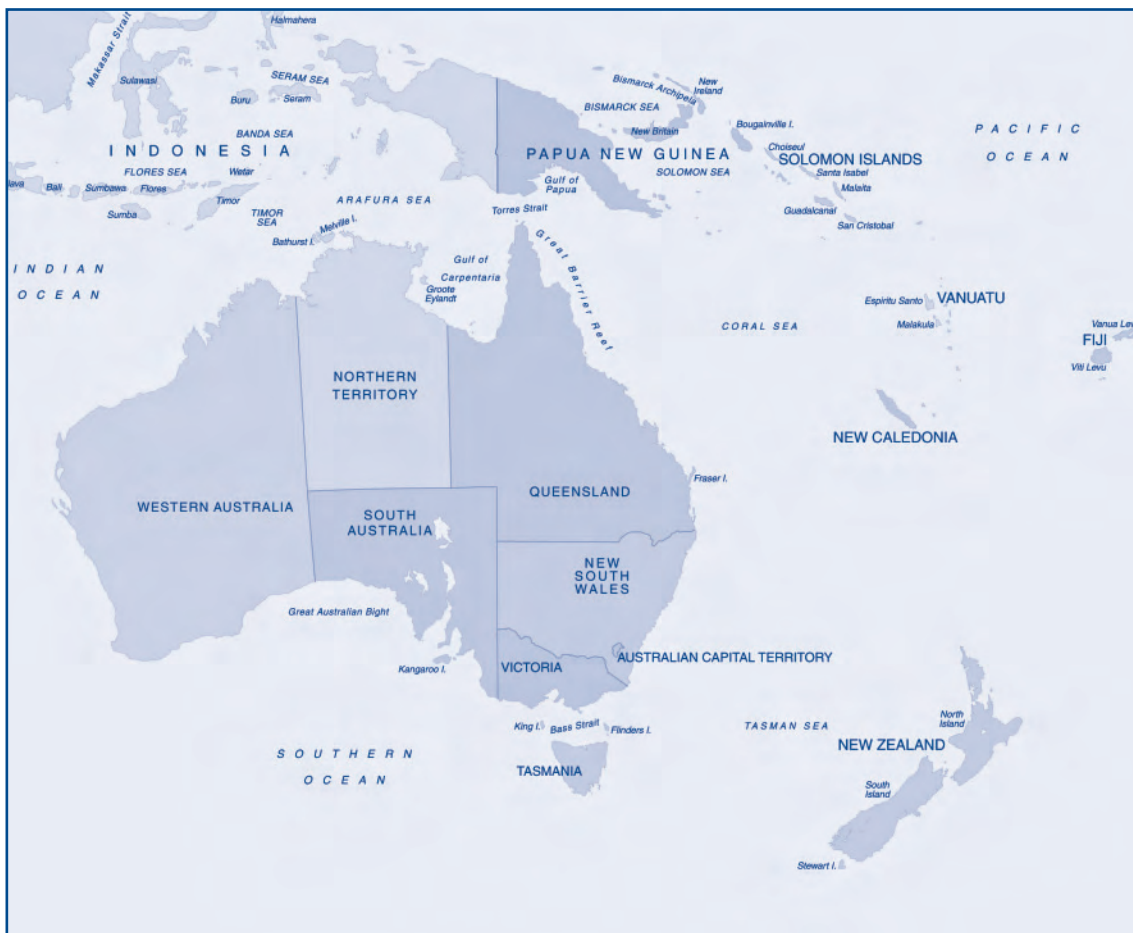 Halmahera
Makassar Strait
Sulawasi
SERAM SEA
Buru
Seram
BANDA SEA
INDONESIA
FLORES SEA
Wetar
Bali
Sumbawa
Flores
Timor
Sumba
TIMOR
SEA
ARAFURA SEA
Bathurst I.
Melville I.
Bismarck Archipela
New
Ireland
BISMARCK SEA
New Britain
Bougainville I.
PAPUA NEW GUINEA
Gulf of
Papua
SOLOMON SEA
Choiseul
SOLOMON ISLANDS
Santa Isabel
Malaita
Guadalcanal
San Cristobal
PACIFIC
OCEAN
Torres Strait
Great Barrier Reef
Gulf of
Carpentaria
Groote
Eylandt
INDIAN
OCEAN
CORAL SEA
Espiritu Santo
VANUATU
Malakula
Vanua Lev
FIJI
Viti Levu
NEW CALEDONIA
NORTHERN
TERRITORY
WESTERN AUSTRALIA
SOUTH
AUSTRALIA
QUEENSLAND
Fraser I.
NEW
SOUTH
WALES
Great Australian Bight
Kangaroo I.
VICTORIA
AUSTRALIAN CAPITAL TERRITORY
King I.
Bass Strait
Flinders I.
TASMANIA
TASMAN SEA
SOUTHERN
OCEAN
North
Island
NEW ZEALAND
South
Island
Stewart I.